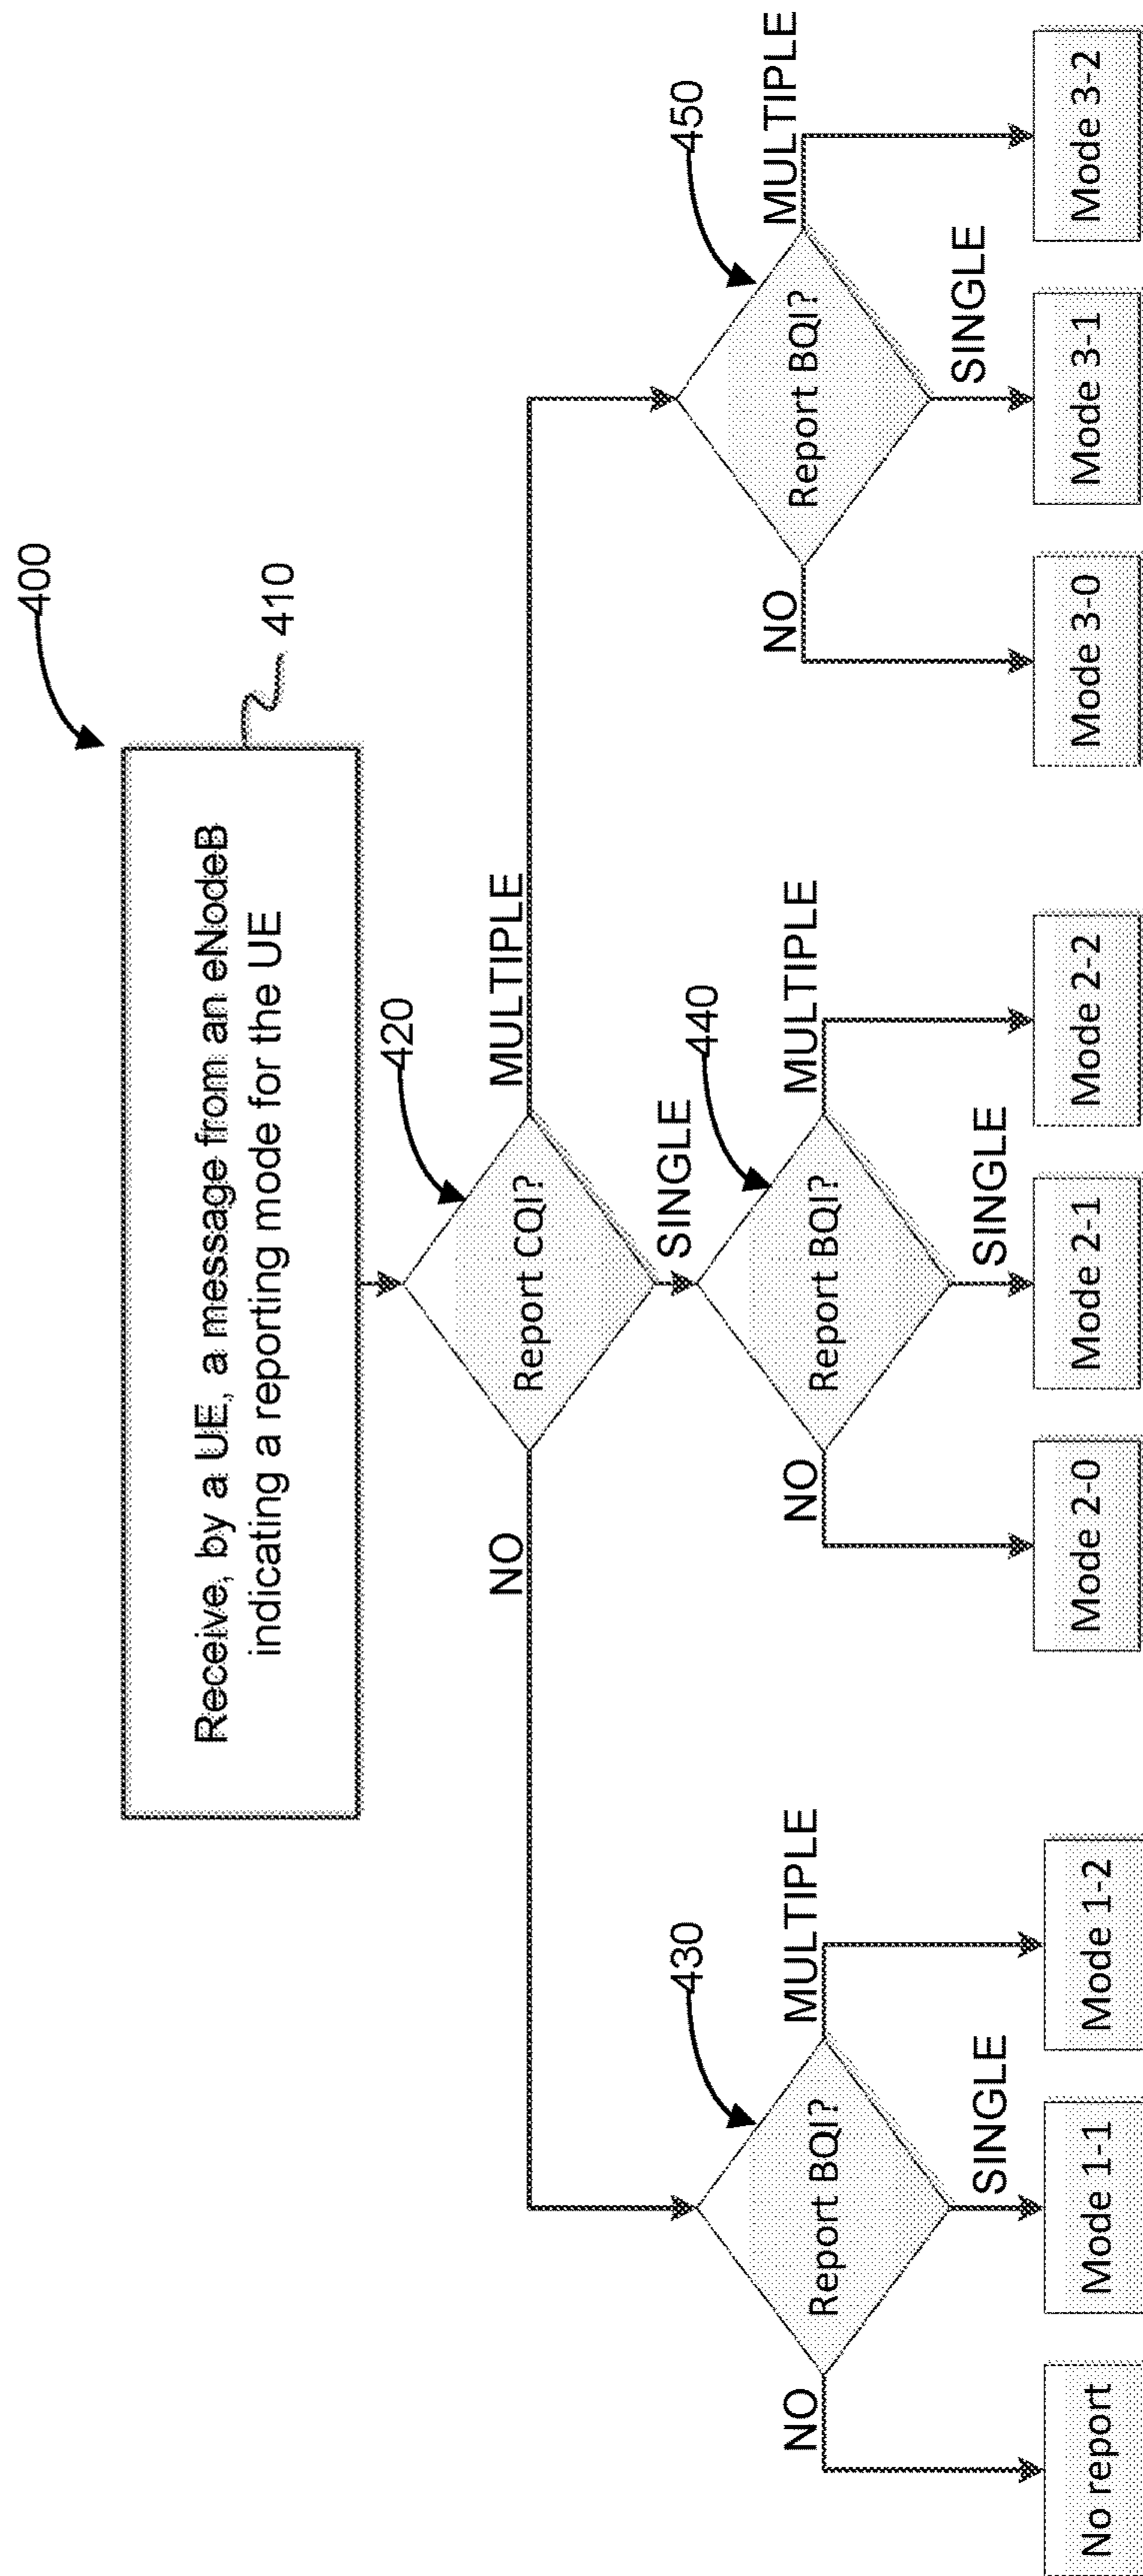 400
Receive, by a UE, a message from an eNodeB
indicating a reporting mode for the UE
410
420
Report CQI?
NO
SINGLE
MULTIPLE
430
Report BQI?
NO
SINGLE
MULTIPLE
No report
Mode 1-1
Mode 1-2
440
Report BQI?
NO
SINGLE
MULTIPLE
Mode 2-0
Mode 2-1
Mode 2-2
450
Report BQI?
NO
SINGLE
MULTIPLE
Mode 3-0
Mode 3-1
Mode 3-2